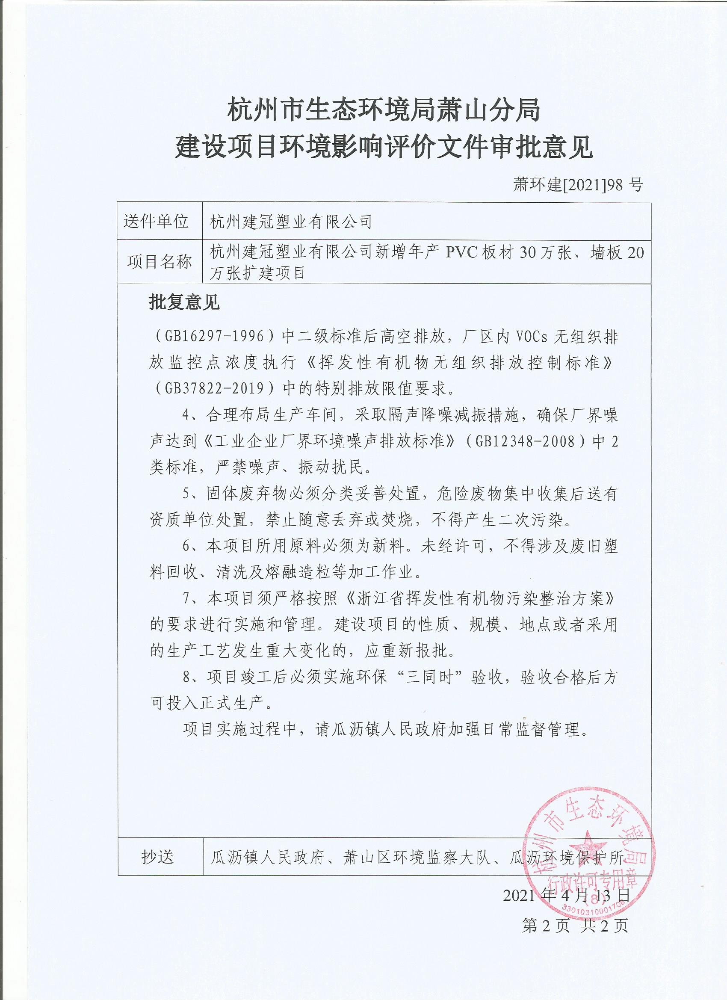 杭州市生态环境局萧山分局
建设项目环境影响评价文件审批意见
萧环建[2021]98 号
送件单位
杭州建冠塑业有限公司
项目名称
杭州建冠塑业有限公司新增年产 PVC 板材 30 万张、墙板 20
万张扩建项目
批复意见
（GB16297-1996）中二级标准后高空排放，厂区内 VOCs 无组织排
放监控点浓度执行《挥发性有机物无组织排放控制标准》
（GB37822-2019）中的特别排放限值要求。
4、合理布局生产车间，采取隔声降噪减振措施，确保厂界噪
声达到《工业企业厂界环境噪声排放标准》（GB12348-2008）中 2
类标准，严禁噪声、振动扰民。
5、固体废弃物必须分类妥善处置，危险废物集中收集后送有
资质单位处置，禁止随意丢弃或焚烧，不得产生二次污染。
6、本项目所用原料必须为新料。未经许可，不得涉及废旧塑
料回收、清洗及熔融造粒等加工作业。
7、本项目须严格按照《浙江省挥发性有机物污染整治方案》
的要求进行实施和管理。建设项目的性质、规模、地点或者采用
的生产工艺发生重大变化的，应重新报批。
8、项目竣工后必须实施环保“三同时”验收，验收合格后方
可投入正式生产。
项目实施过程中，请瓜沥镇人民政府加强日常监督管理。
抄送
瓜沥镇人民政府、萧山区环境监察大队、瓜沥环境保护所
杭州市生态环境局
行政许可专用章
(8)
33010310001708
2021 年 4 月 13 日
第 2 页 共 2 页